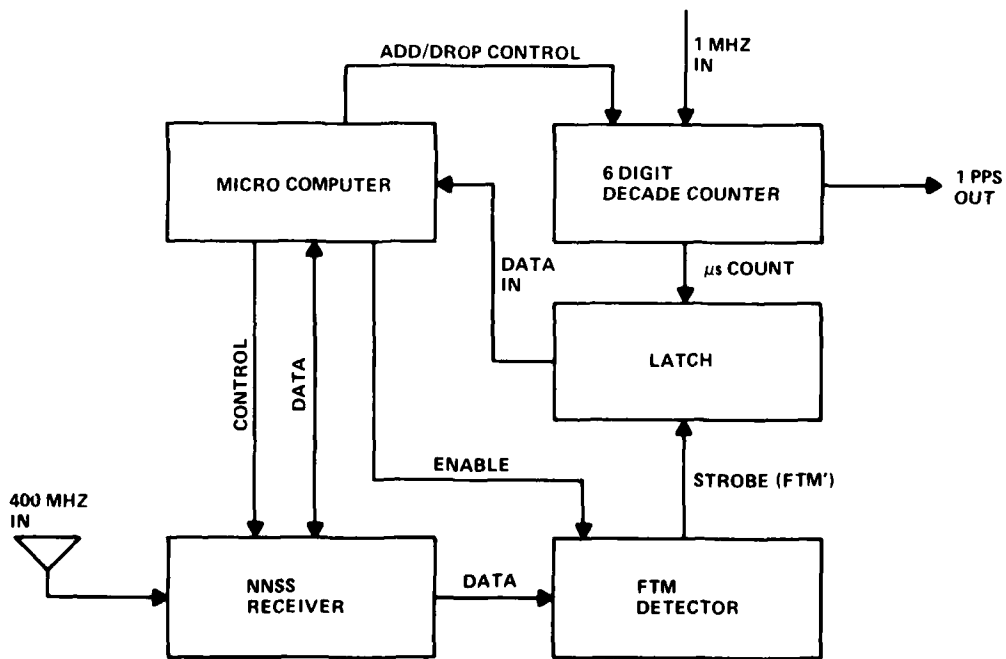 ADD/DROP CONTROL
1 MHZ
IN
MICRO COMPUTER
6 DIGIT
DECADE COUNTER
1 PPS
OUT
DATA
IN
μs COUNT
LATCH
CONTROL
DATA
ENABLE
STROBE (FTM')
400 MHZ
IN
NNSS
RECEIVER
DATA
FTM
DETECTOR